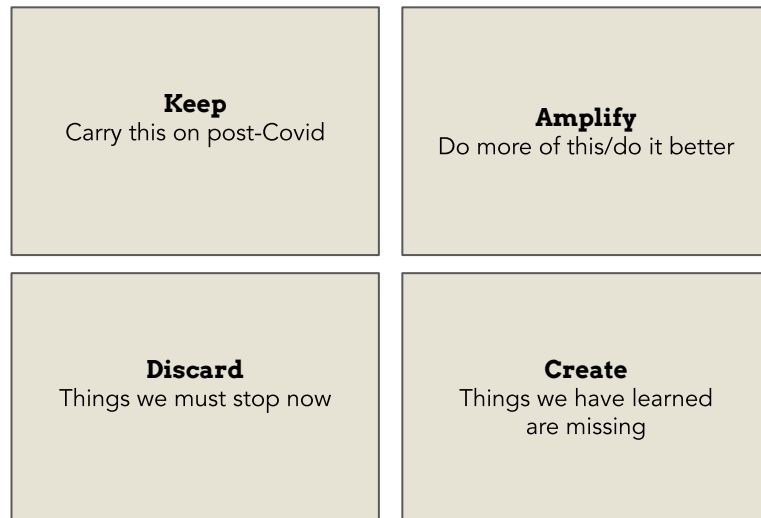 Keep
Carry this on post-Covid
Amplify
Do more of this/do it better
Discard
Things we must stop now
Create
Things we have learned
are missing